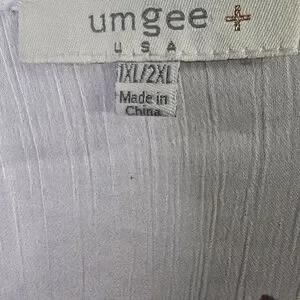 umgee +
USA
1XL/2XL
Made in
China